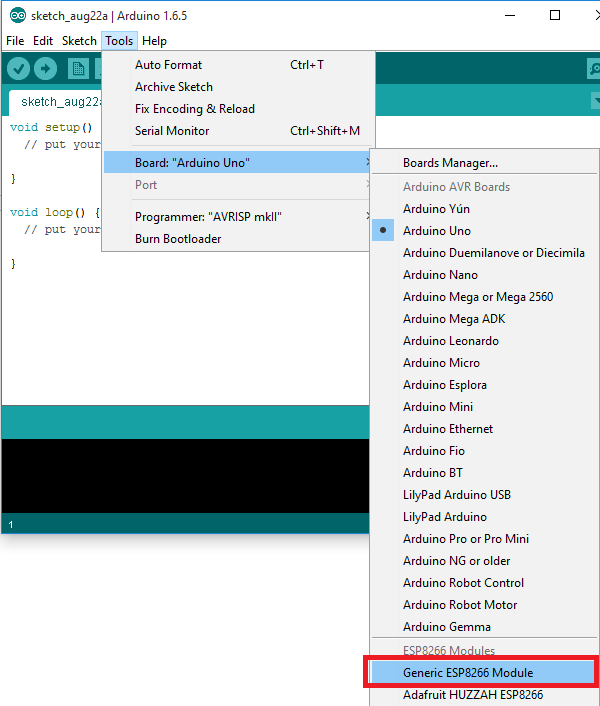 sketch_aug22a | Arduino 1.6.5
File Edit Sketch Tools Help
sketch_aug22a
void setup()
// put your
}
void loop() {
// put your
}
1
Auto Format Ctrl+T
Archive Sketch
Fix Encoding & Reload
Serial Monitor Ctrl+Shift+M
Board: "Arduino Uno"
Port
Programmer: "AVRISP mkII"
Burn Bootloader
Boards Manager...
Arduino AVR Boards
Arduino Yún
Arduino Uno
Arduino Duemilanove or Diecimila
Arduino Nano
Arduino Mega or Mega 2560
Arduino Mega ADK
Arduino Leonardo
Arduino Micro
Arduino Esplora
Arduino Mini
Arduino Ethernet
Arduino Fio
Arduino BT
LilyPad Arduino USB
LilyPad Arduino
Arduino Pro or Pro Mini
Arduino NG or older
Arduino Robot Control
Arduino Robot Motor
Arduino Gemma
ESP8266 Modules
Generic ESP8266 Module
Adafruit HUZZAH ESP8266